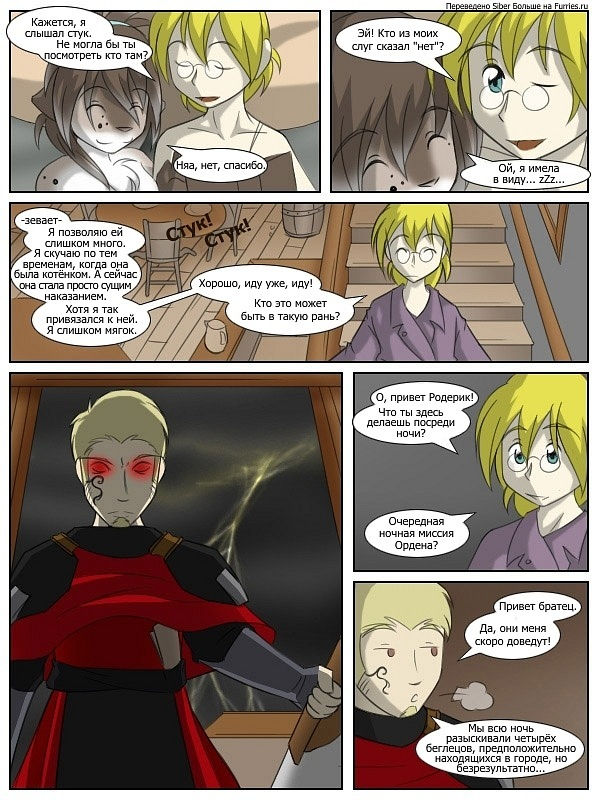 Переведено Siber Больше на Furries.ru
Кажется, я
слышал стук.
Не могла бы ты
посмотреть кто там?
Няа, нет, спасибо.
Эй! Кто из моих
слуг сказал "нет"?
Ой, я имела
в виду... zZz...
-зевает-
Я позволяю ей
слишком много.
Я скучаю по тем
временам, когда она
была котёнком. А сейчас
она стала просто сущим
наказанием.
Хотя я так
привязался к ней.
Я слишком мягок.
Стук!
Стук!
Хорошо, иду уже, иду!
Кто это может
быть в такую рань?
О, привет Родерик!
Что ты здесь
делаешь посреди
ночи?
Очередная
ночная миссия
Ордена?
Привет братец.
Да, они меня
скоро доведут!
Мы всю ночь
разыскивали четырёх
беглецов, предположительно
находящихся в городе, но
безрезультатно...